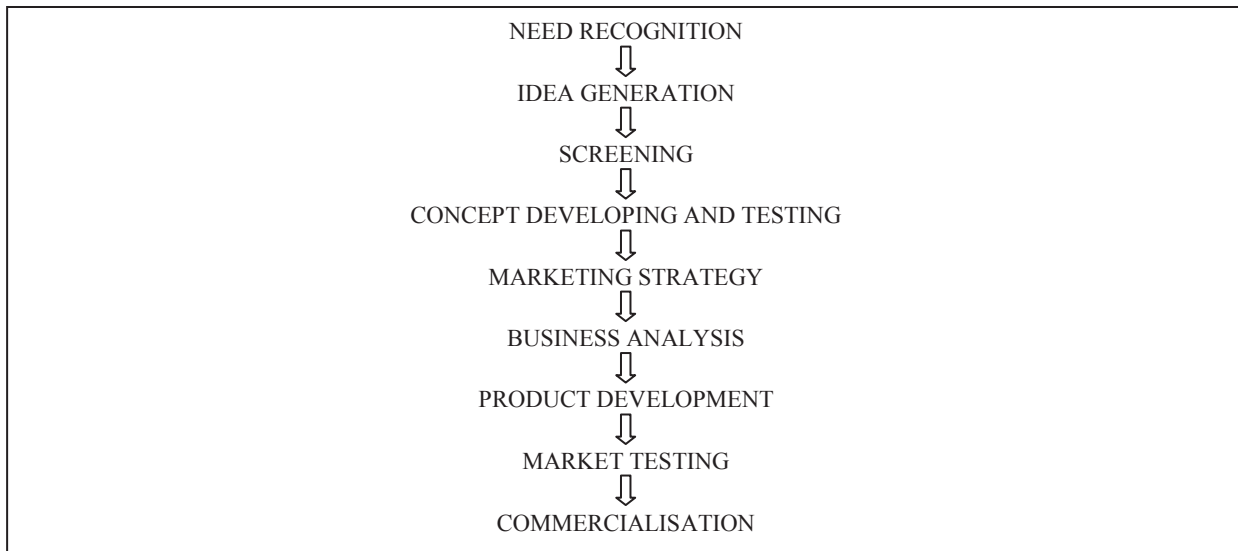 NEED RECOGNITION
IDEA GENERATION
SCREENING
CONCEPT DEVELOPING AND TESTING
MARKETING STRATEGY
BUSINESS ANALYSIS
PRODUCT DEVELOPMENT
MARKET TESTING
COMMERCIALISATION